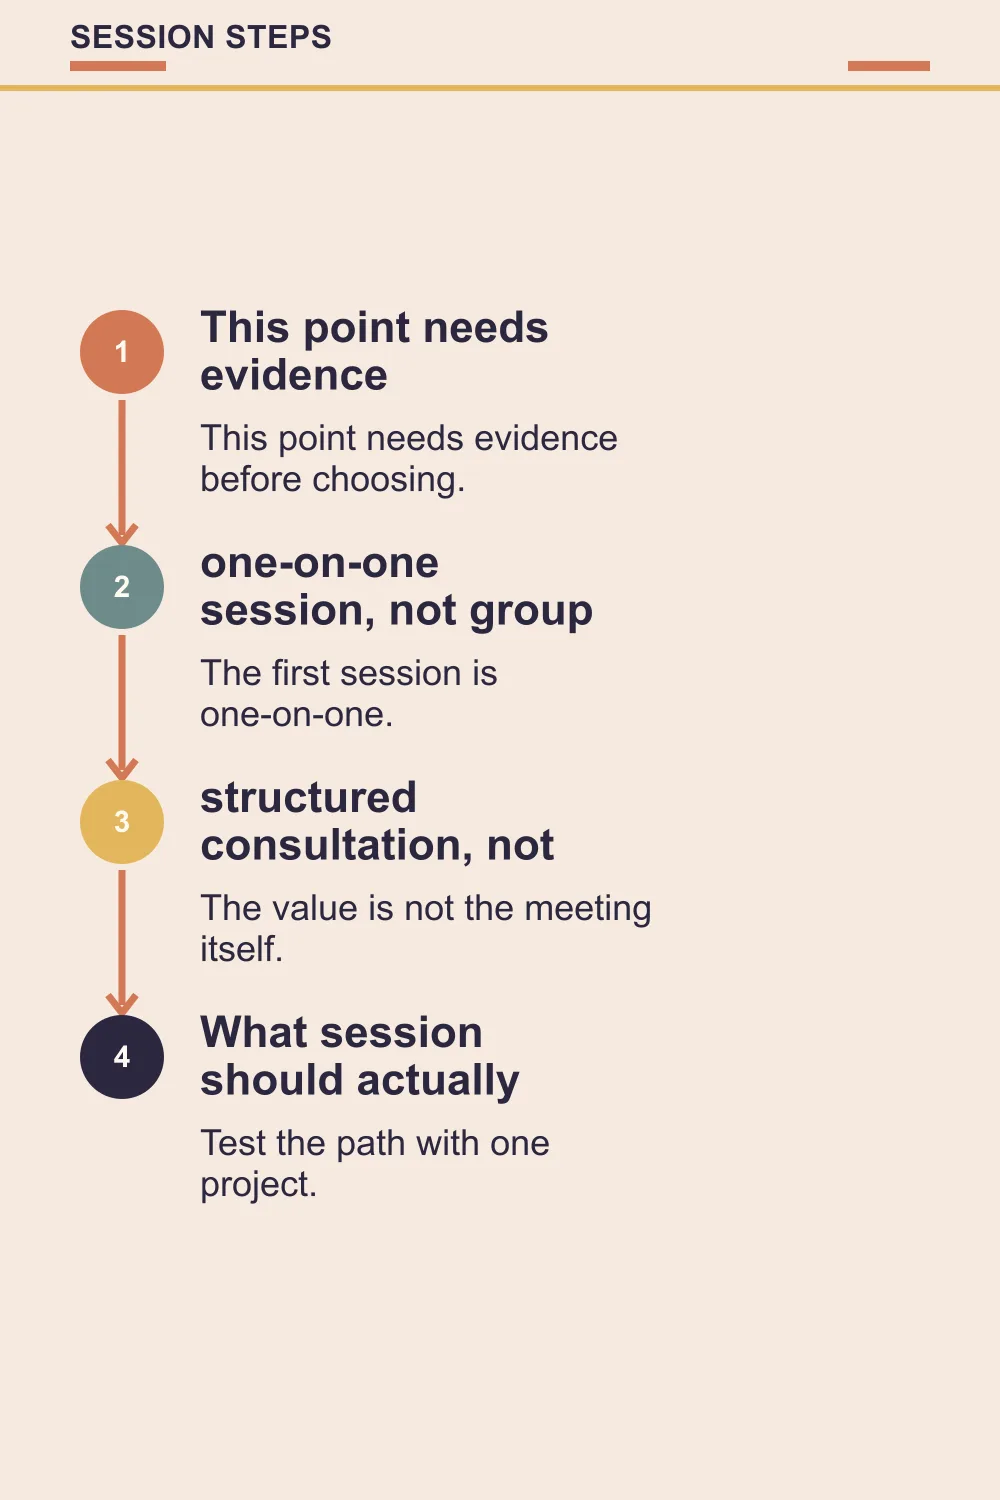 SESSION STEPS
1
This point needs
evidence
This point needs evidence
before choosing.
2
one-on-one
session, not group
The first session is
one-on-one.
3
structured
consultation, not
The value is not the meeting
itself.
4
What session
should actually
Test the path with one
project.